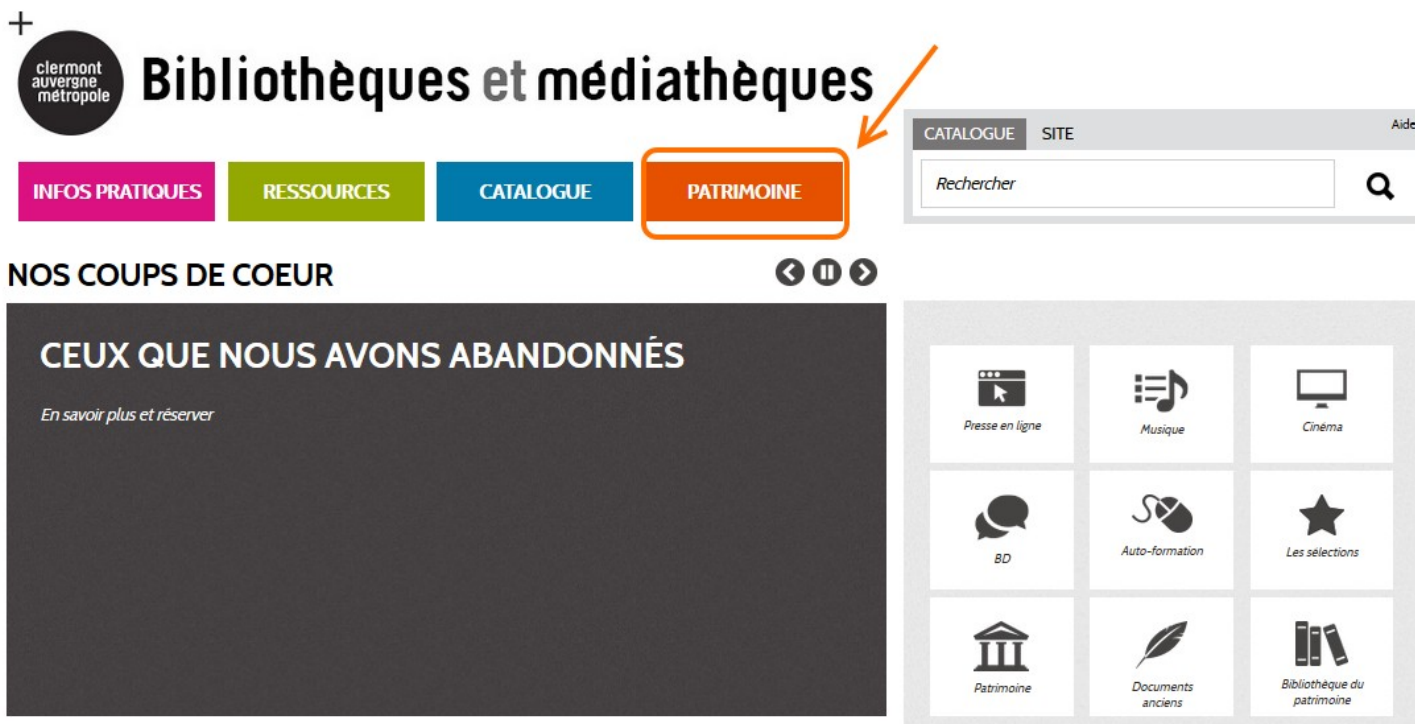 clermont
auvergne
métropole
Bibliothèques et médiathèques
INFOS PRATIQUES
RESSOURCES
CATALOGUE
PATRIMOINE
CATALOGUE
SITE
Aide
Rechercher
NOS COUPS DE COEUR
CEUX QUE NOUS AVONS ABANDONNÉS
En savoir plus et réserver
Presse en ligne
Musique
Cinéma
BD
Auto-formation
Les sélections
Patrimoine
Documents
anciens
Bibliothèque du
patrimoine